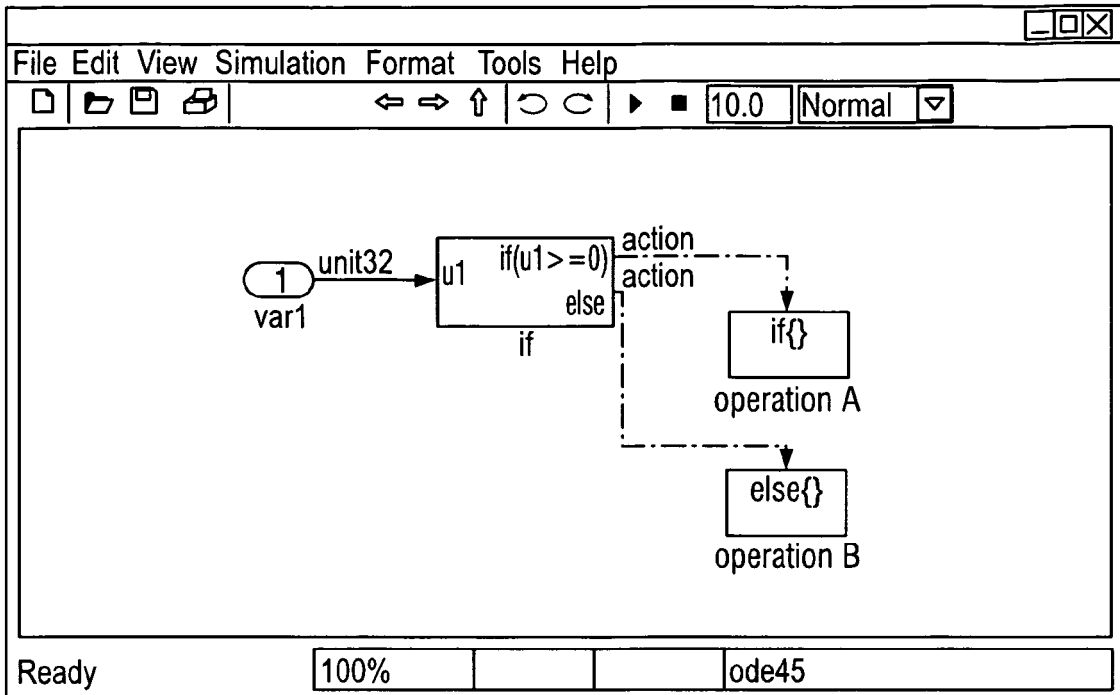 File Edit View Simulation Format Tools Help
10.0 Normal
1
var1
unit32
u1
if(u1>=0)
else
if
action
action
if{}
operation A
else{}
operation B
Ready 100% ode45